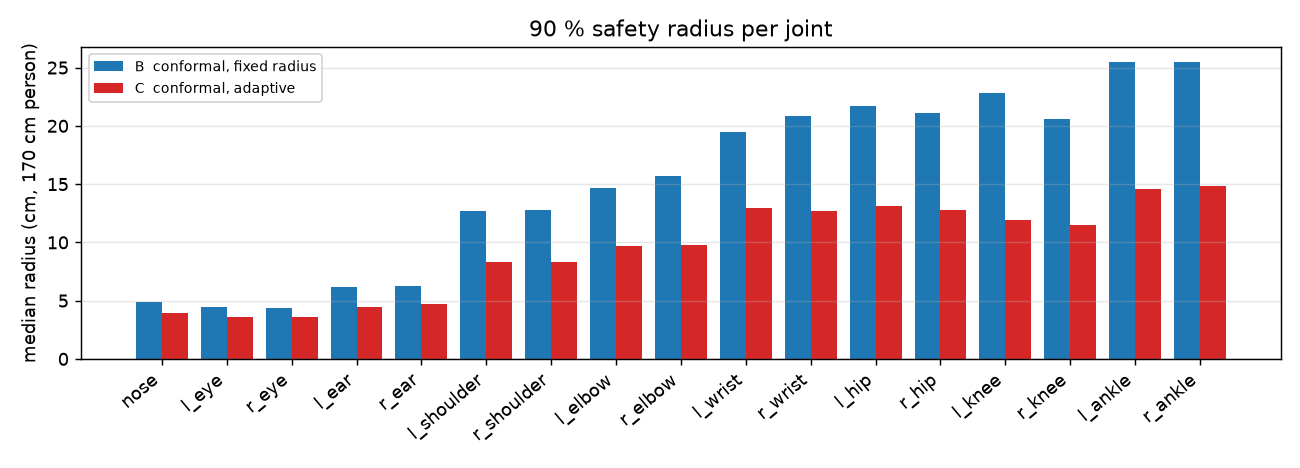 90 % safety radius per joint
median radius (cm, 170 cm person)
B conformal, fixed radius
C conformal, adaptive
25
20
15
10
5
0
nose
l_eye
r_eye
l_ear
r_ear
l_shoulder
r_shoulder
l_elbow
r_elbow
l_wrist
r_wrist
l_hip
r_hip
l_knee
r_knee
l_ankle
r_ankle